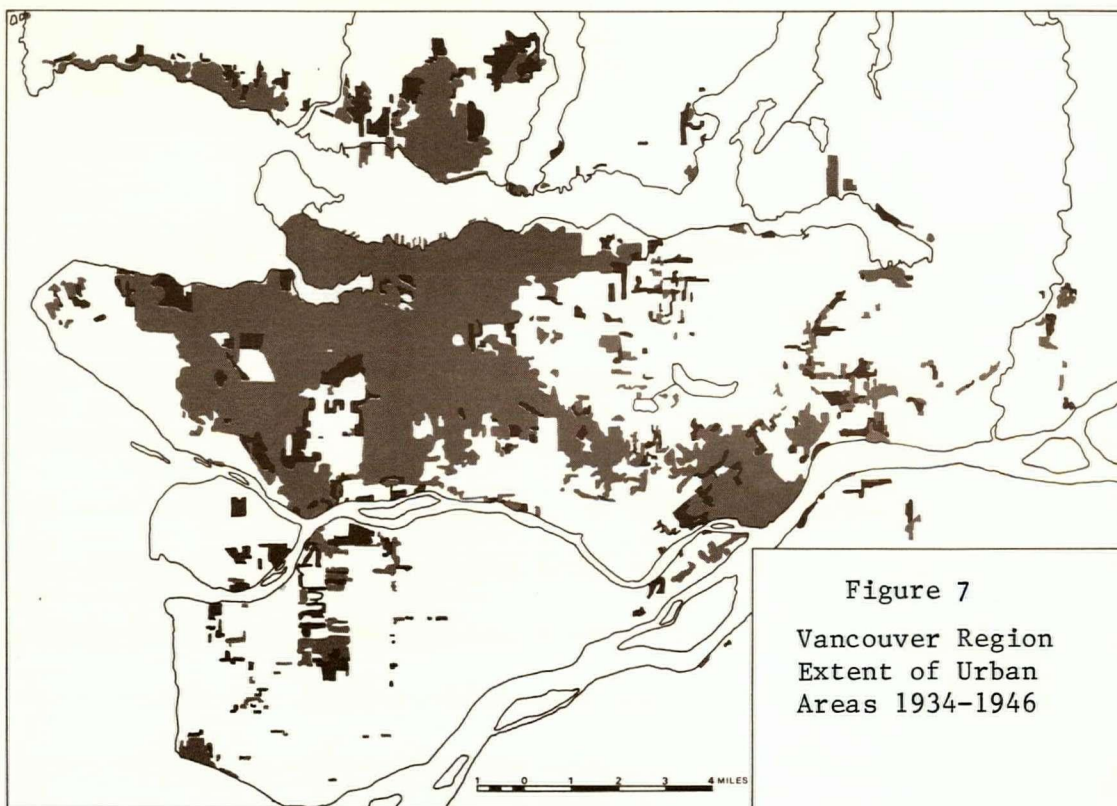 Figure 7
Vancouver Region
Extent of Urban
Areas 1934-1946
1 0 1 2 3 4 MILES